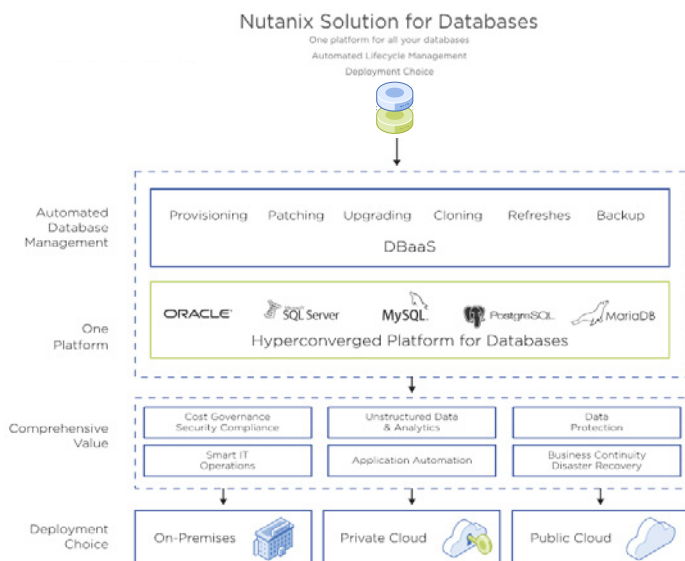 Nutanix Solution for Databases
One platform for all your databases
Automated Lifecycle Management
Deployment Choice
Automated
Database
Management
Provisioning Patching Upgrading Cloning Refreshes Backup
DBaaS
One
Platform
ORACLE SQL Server MySQL PostgreSQL MariaDB
Hyperconverged Platform for Databases
Comprehensive
Value
Cost Governance
Security Compliance
Unstructured Data
& Analytics
Data
Protection
Smart IT
Operations
Application Automation
Business Continuity
Disaster Recovery
Deployment
Choice
On-Premises
Private Cloud
Public Cloud